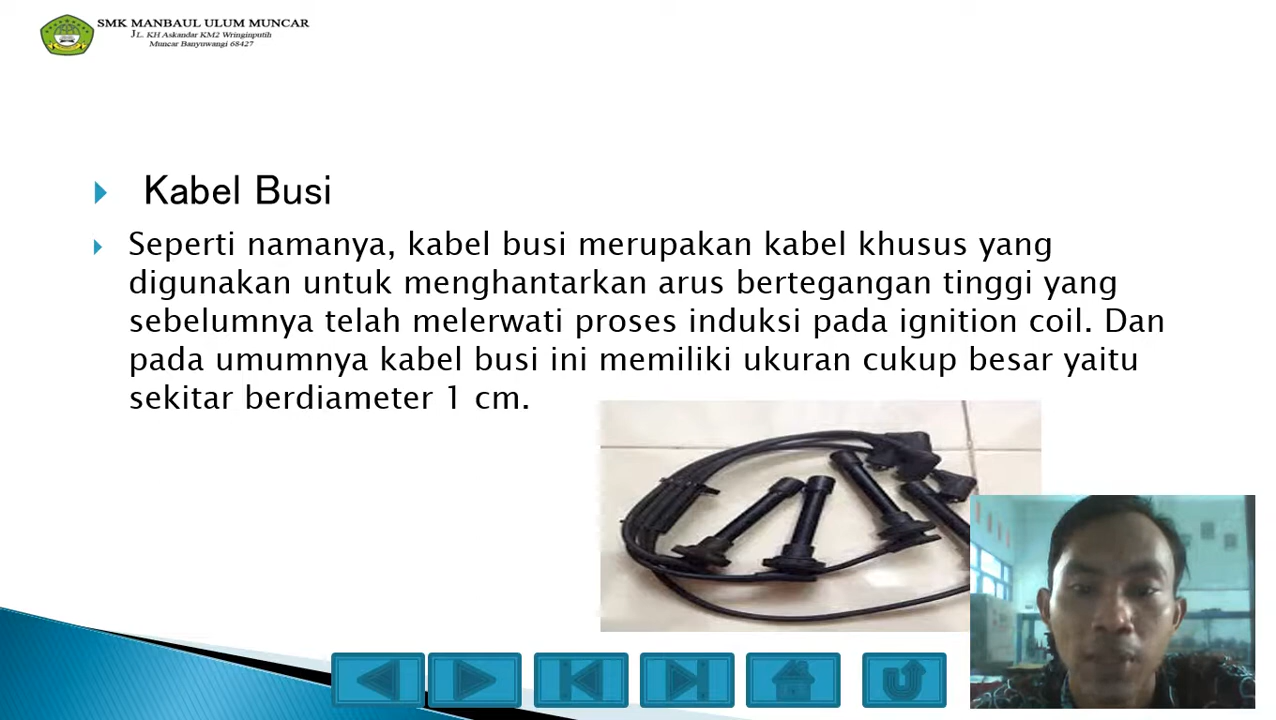 SMK MANBAUL ULUM MUNCAR
JL. KH Askandar KM2 Wringinputih
Muncar Banyuwangi 68427
Kabel Busi
Seperti namanya, kabel busi merupakan kabel khusus yang
digunakan untuk menghantarkan arus bertegangan tinggi yang
sebelumnya telah melerwati proses induksi pada ignition coil. Dan
pada umumnya kabel busi ini memiliki ukuran cukup besar yaitu
sekitar berdiameter 1 cm.